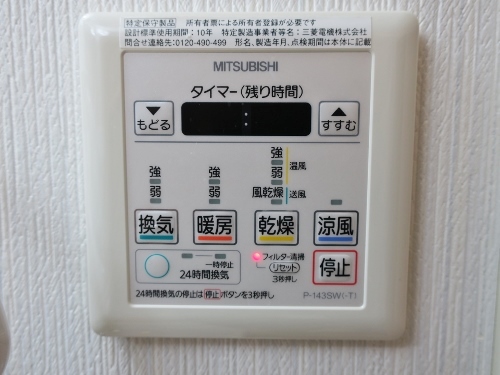 特定保守製品 所有者票による所有者登録が必要です
設計標準使用期間：10年 特定製造事業者等名：三菱電機株式会社
問合せ連絡先：0120-490-499 形名、製造年月、点検期間は本体に記載
MITSUBISHI
タイマー（残り時間）
▼ もどる
:
▲ すすむ
強
弱
強
弱
強
弱
温風
風乾燥
送風
換気
暖房
乾燥
涼風
一時停止
24時間換気
フィルター清掃
リセット
3秒押し
停止
24時間換気の停止は停止ボタンを3秒押し
P-143SW(-T)